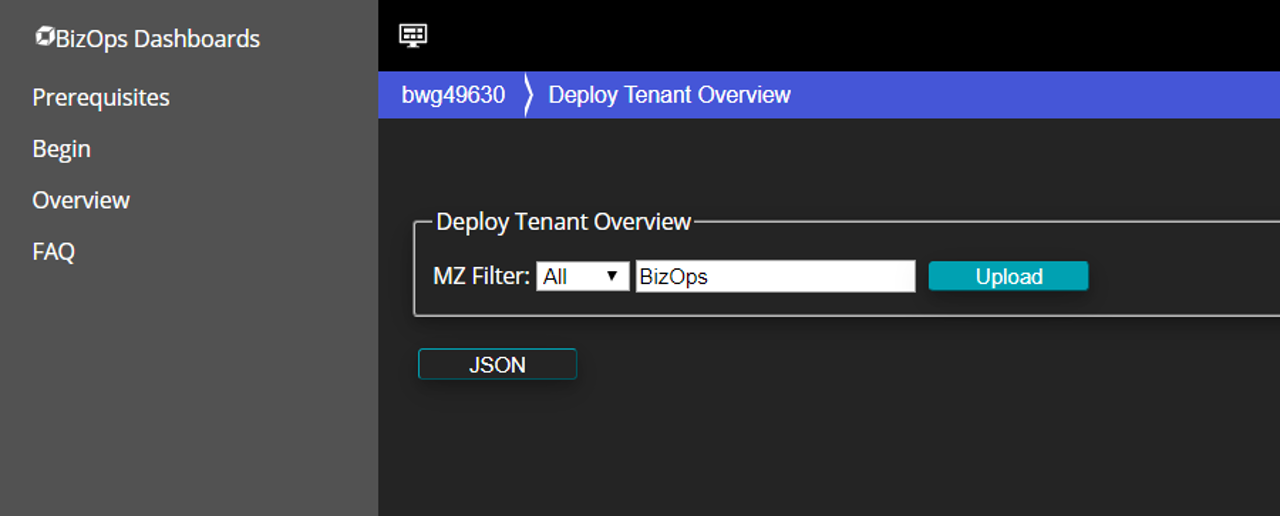 BizOps Dashboards
Prerequisites
Begin
Overview
FAQ
bwg49630 Deploy Tenant Overview
Deploy Tenant Overview
MZ Filter: All BizOps Upload
JSON